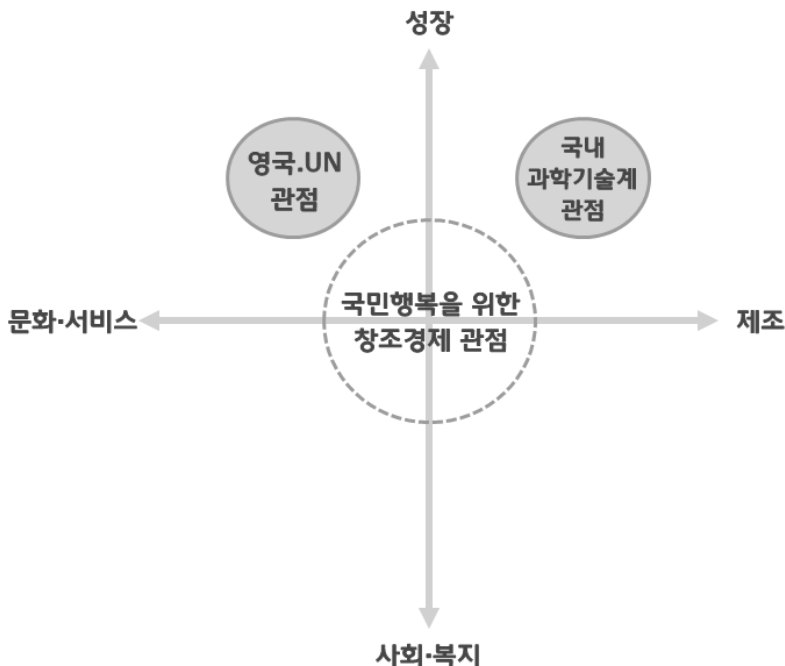 성장
영국.UN
관점
국내
과학기술계
관점
국민행복을 위한
창조경제 관점
문화·서비스
제조
사회·복지